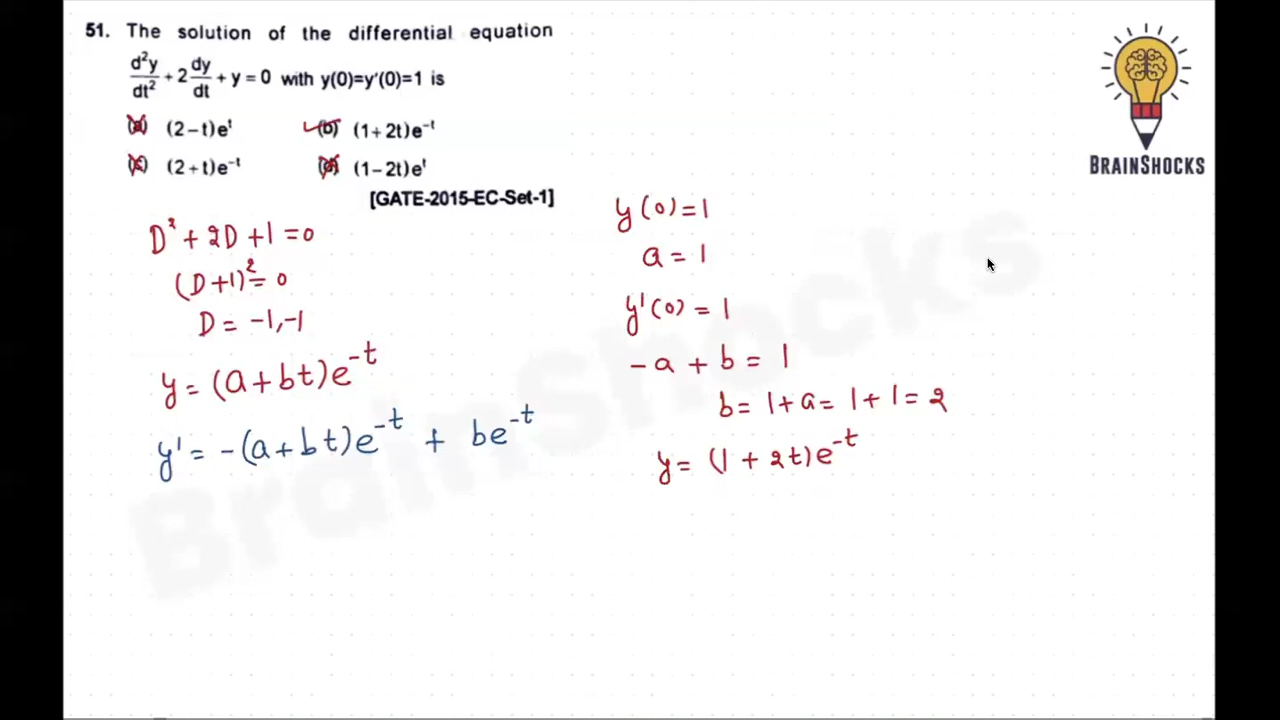 51. The solution of the differential equation
d²y/dt² + 2 dy/dt + y = 0 with y(0)=y'(0)=1 is
(a) (2 – t)eᵗ (b) (1 + 2t)e⁻ᵗ
(c) (2 + t)e⁻ᵗ (d) (1 – 2t)eᵗ
[GATE-2015-EC-Set-1]
D² + 2D + 1 = 0
(D+1)² = 0
D = -1, -1
y = (a + bt)e⁻ᵗ
y' = -(a + bt)e⁻ᵗ + be⁻ᵗ
y(0) = 1
a = 1
y'(0) = 1
-a + b = 1
b = 1 + a = 1 + 1 = 2
y = (1 + 2t)e⁻ᵗ
BRAINSHOCKS
Brainshocks